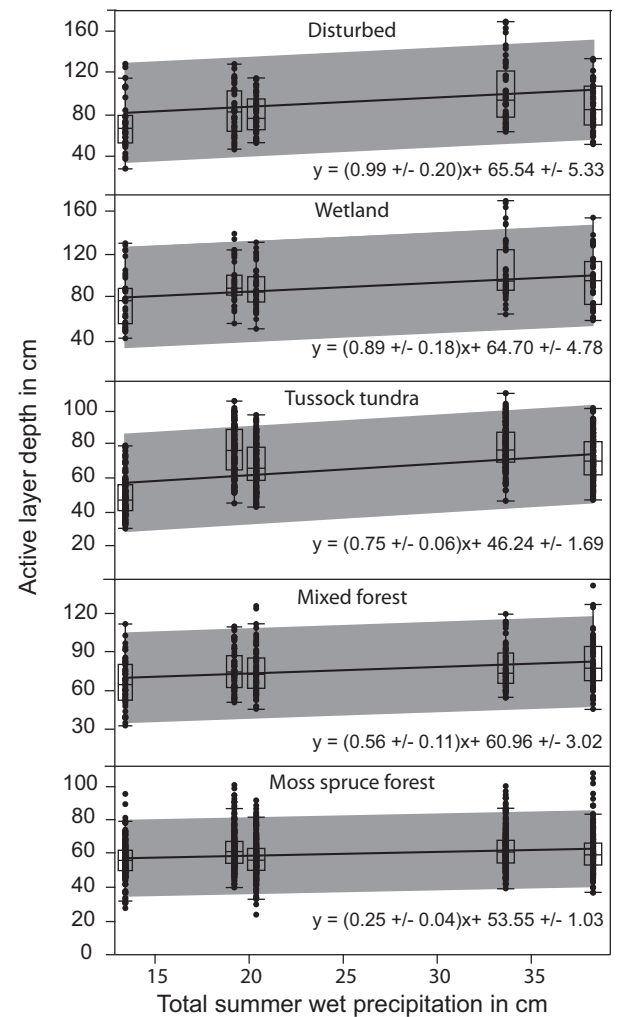 Active layer depth in cm
Disturbed
160
120
80
40
y = (0.99 +/- 0.20)x+ 65.54 +/- 5.33
Wetland
160
120
80
40
y = (0.89 +/- 0.18)x+ 64.70 +/- 4.78
Tussock tundra
100
80
60
40
20
y = (0.75 +/- 0.06)x+ 46.24 +/- 1.69
Mixed forest
120
90
60
30
y = (0.56 +/- 0.11)x+ 60.96 +/- 3.02
Moss spruce forest
100
80
60
40
20
0
y = (0.25 +/- 0.04)x+ 53.55 +/- 1.03
15 20 25 30 35
Total summer wet precipitation in cm